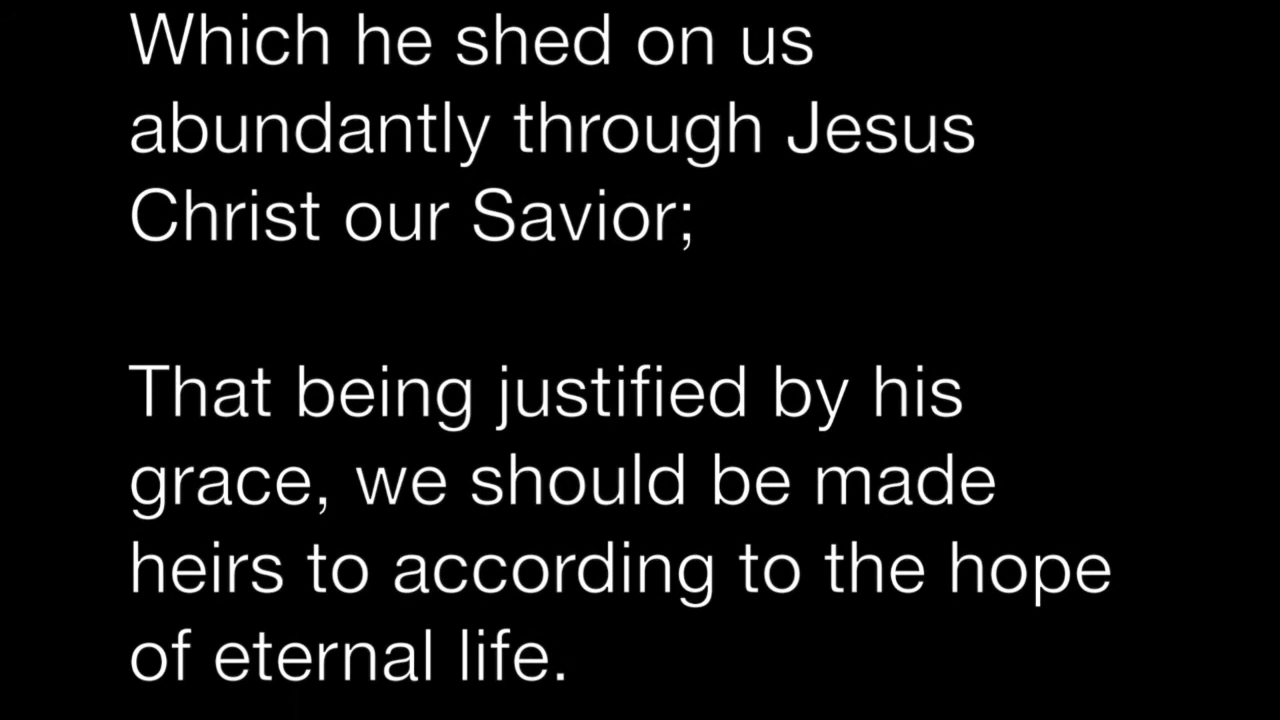 Which he shed on us
abundantly through Jesus
Christ our Savior;
That being justified by his
grace, we should be made
heirs to according to the hope
of eternal life.